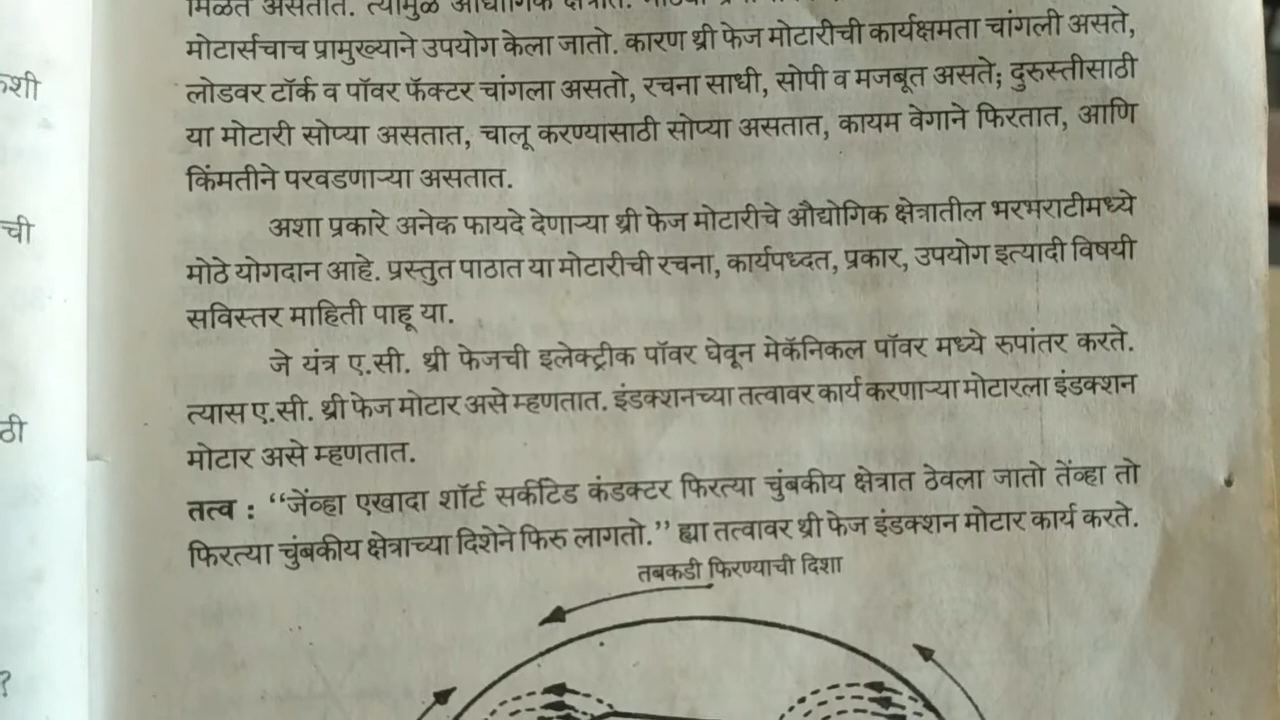 मिळत असतात. त्यामुळे औद्योगिक क्षेत्रात.
मोटार्सचाच प्रामुख्याने उपयोग केला जातो. कारण थ्री फेज मोटारीची कार्यक्षमता चांगली असते,
लोडवर टॉर्क व पॉवर फॅक्टर चांगला असतो, रचना साधी, सोपी व मजबूत असते; दुरुस्तीसाठी
या मोटारी सोप्या असतात, चालू करण्यासाठी सोप्या असतात, कायम वेगाने फिरतात, आणि
किंमतीने परवडणाऱ्या असतात.
अशा प्रकारे अनेक फायदे देणाऱ्या थ्री फेज मोटारीचे औद्योगिक क्षेत्रातील भरभराटीमध्ये
मोठे योगदान आहे. प्रस्तुत पाठात या मोटारीची रचना, कार्यपध्दत, प्रकार, उपयोग इत्यादी विषयी
सविस्तर माहिती पाहू या.
जे यंत्र ए.सी. थ्री फेजची इलेक्ट्रीक पॉवर घेवून मेकॅनिकल पॉवर मध्ये रुपांतर करते.
त्यास ए.सी. थ्री फेज मोटार असे म्हणतात. इंडक्शनच्या तत्वावर कार्य करणाऱ्या मोटारला इंडक्शन
मोटार असे म्हणतात.
तत्व : “जेंव्हा एखादा शॉर्ट सर्कीटिड कंडक्टर फिरत्या चुंबकीय क्षेत्रात ठेवला जातो तेंव्हा तो
फिरत्या चुंबकीय क्षेत्राच्या दिशेने फिरु लागतो.” ह्या तत्वावर थ्री फेज इंडक्शन मोटार कार्य करते.
तबकडी फिरण्याची दिशा
शी
ची
ठी
?